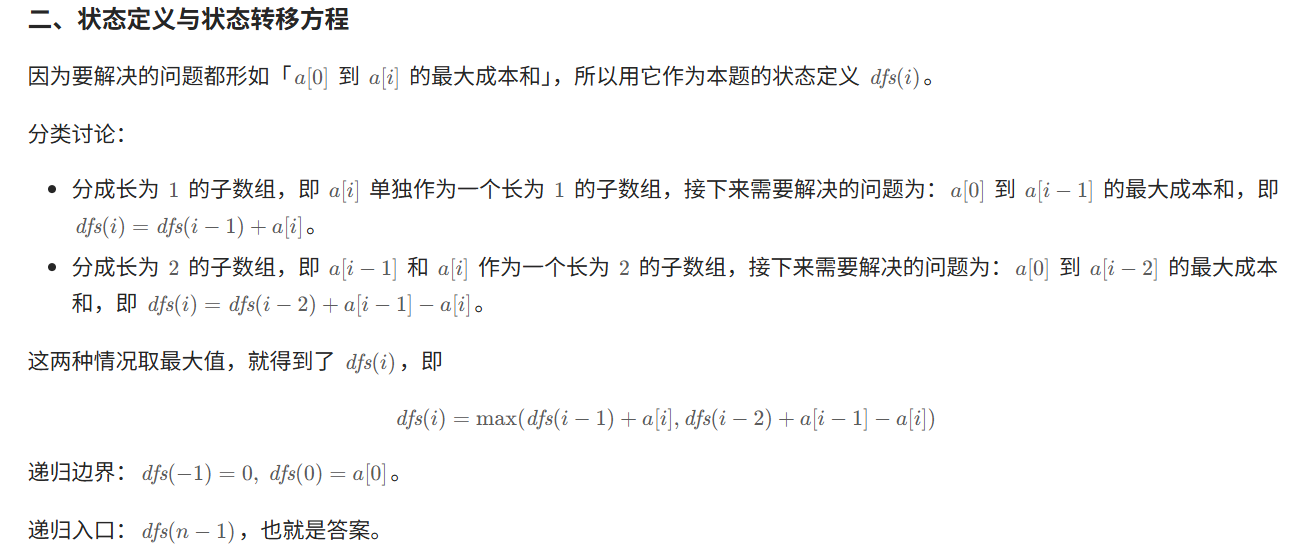 二、状态定义与状态转移方程
因为要解决的问题都形如「a[0] 到 a[i] 的最大成本和」，所以用它作为本题的状态定义 dfs(i)。
分类讨论：
• 分成长为 1 的子数组，即 a[i] 单独作为一个长为 1 的子数组，接下来需要解决的问题为：a[0] 到 a[i − 1] 的最大成本和，即
dfs(i) = dfs(i − 1) + a[i]。
• 分成长为 2 的子数组，即 a[i − 1] 和 a[i] 作为一个长为 2 的子数组，接下来需要解决的问题为：a[0] 到 a[i − 2] 的最大成本
和，即 dfs(i) = dfs(i − 2) + a[i − 1] − a[i]。
这两种情况取最大值，就得到了 dfs(i)，即
dfs(i) = max(dfs(i − 1) + a[i], dfs(i − 2) + a[i − 1] − a[i])
递归边界：dfs(−1) = 0, dfs(0) = a[0]。
递归入口：dfs(n − 1)，也就是答案。